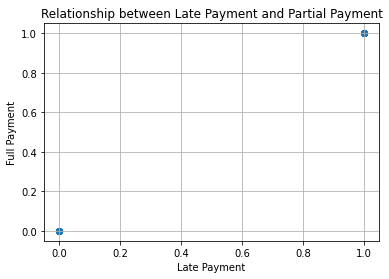 Relationship between Late Payment and Partial Payment
1.0
0.8
0.6
0.4
0.2
0.0
Full Payment
0.0 0.2 0.4 0.6 0.8 1.0
Late Payment